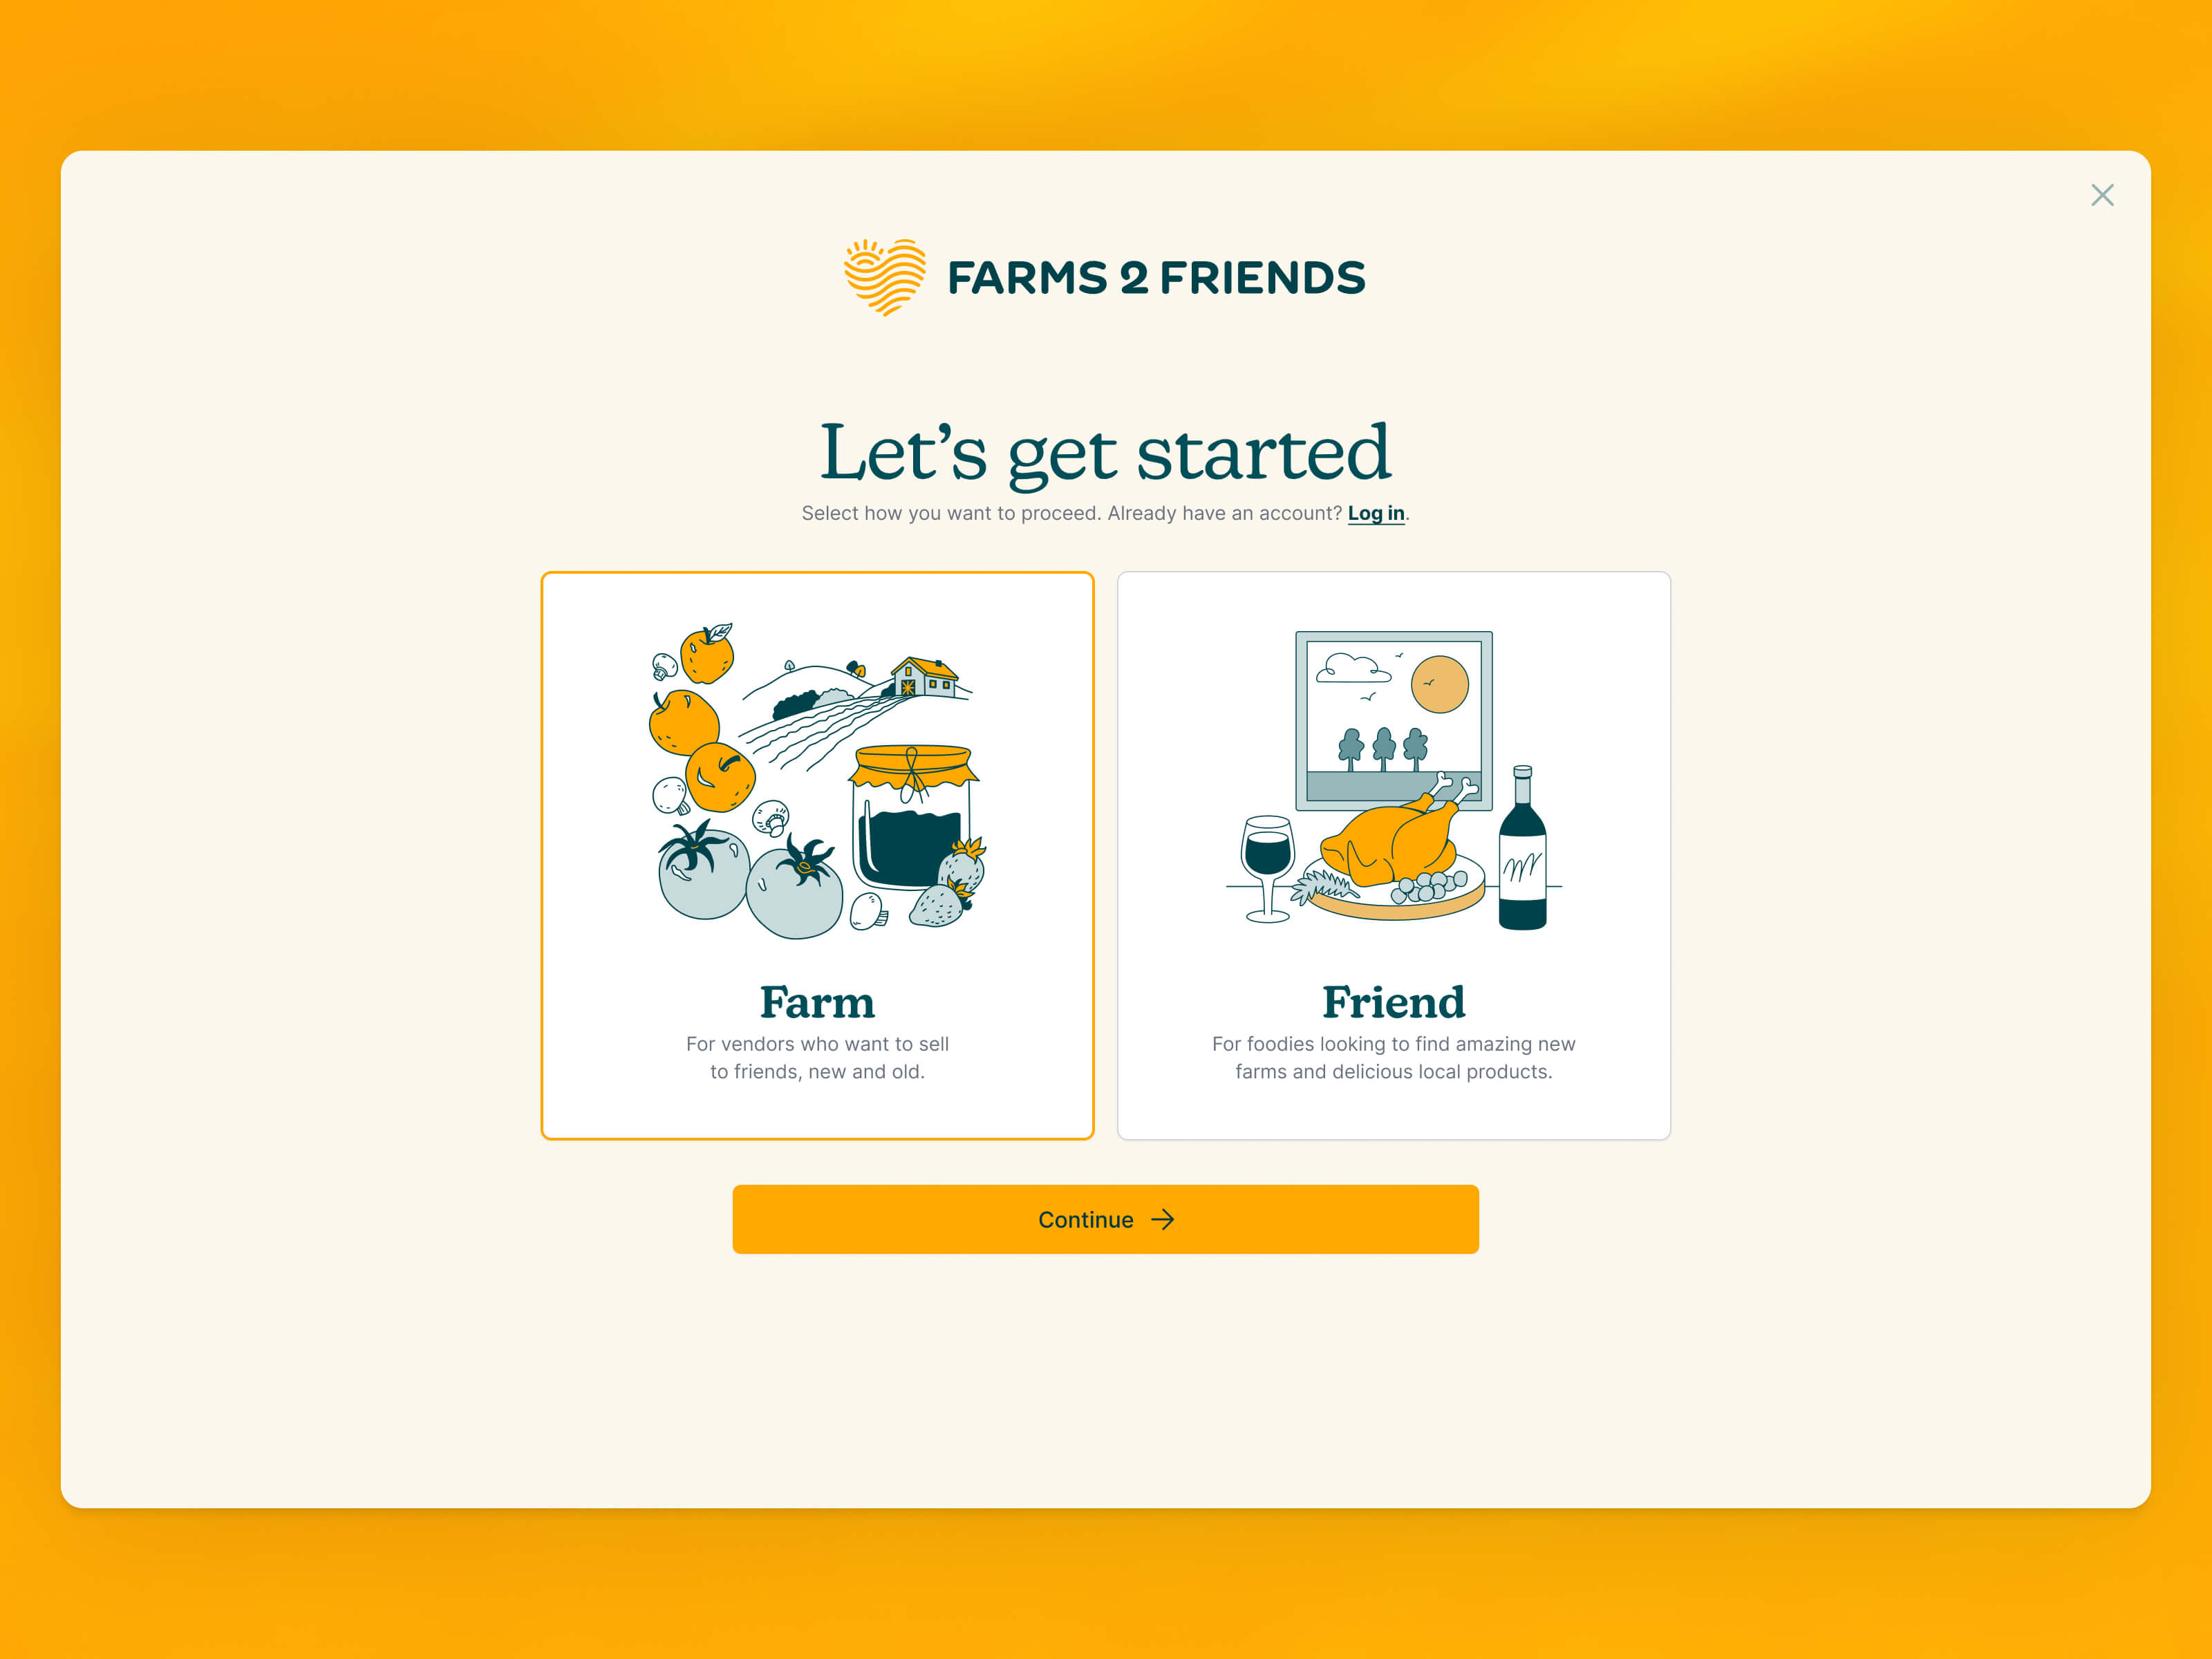 FARMS 2 FRIENDS
Let’s get started
Select how you want to proceed. Already have an account? Log in.
Farm
For vendors who want to sell
to friends, new and old.
Friend
For foodies looking to find amazing new
farms and delicious local products.
Continue